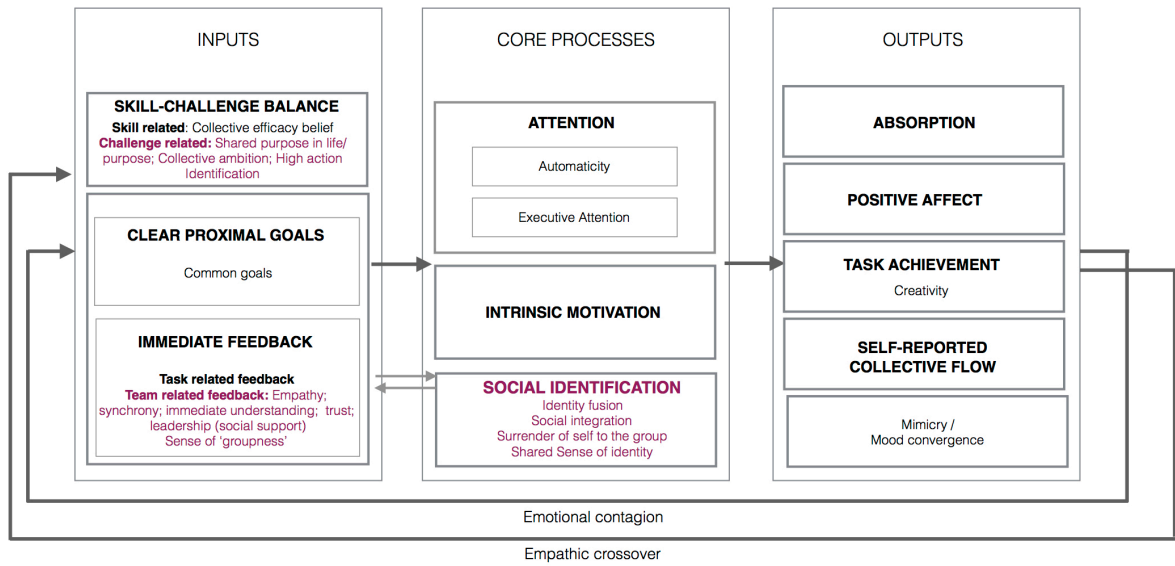 INPUTS
SKILL-CHALLENGE BALANCE
Skill related: Collective efficacy belief
Challenge related: Shared purpose in life/
purpose; Collective ambition; High action
Identification
CLEAR PROXIMAL GOALS
Common goals
IMMEDIATE FEEDBACK
Task related feedback
Team related feedback: Empathy;
synchrony; immediate understanding; trust;
leadership (social support)
Sense of 'groupness'
CORE PROCESSES
ATTENTION
Automaticity
Executive Attention
INTRINSIC MOTIVATION
SOCIAL IDENTIFICATION
Identity fusion
Social integration
Surrender of self to the group
Shared Sense of identity
OUTPUTS
ABSORPTION
POSITIVE AFFECT
TASK ACHIEVEMENT
Creativity
SELF-REPORTED
COLLECTIVE FLOW
Mimicry /
Mood convergence
Emotional contagion
Empathic crossover